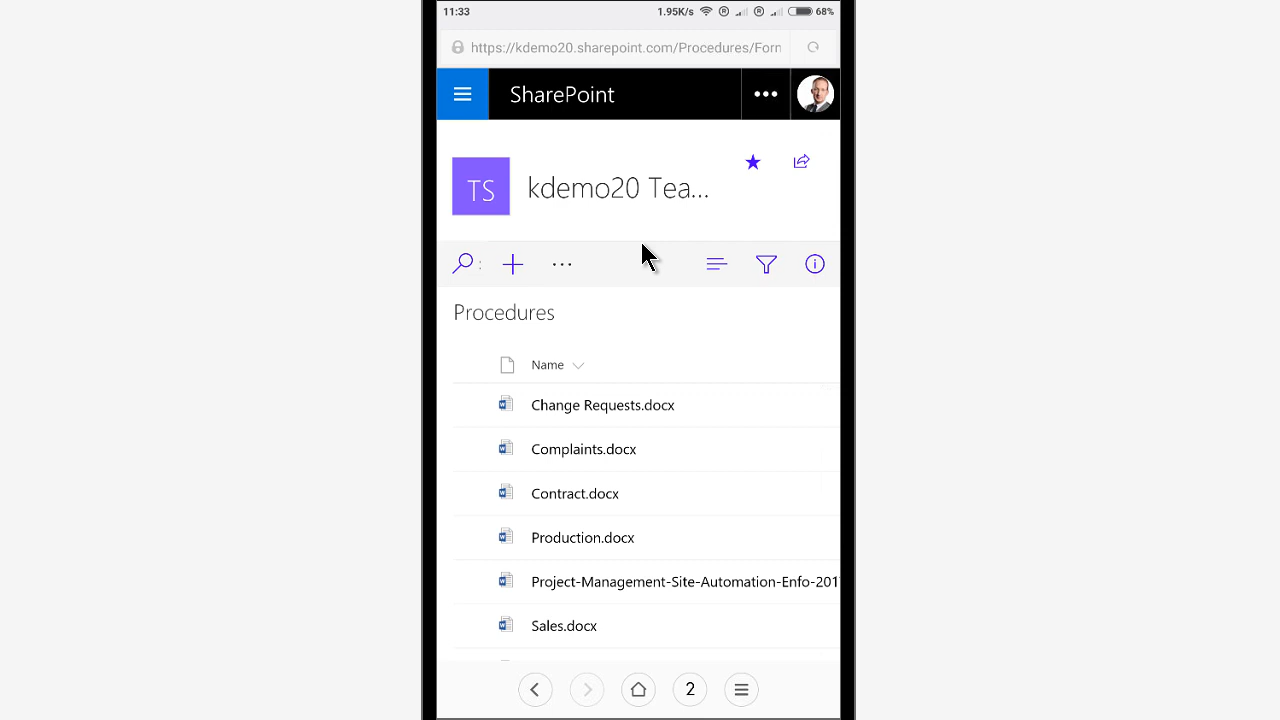 11:33 1.95K/s 68%
https://kdemo20.sharepoint.com/Procedures/Forn
SharePoint
TS kdemo20 Tea...
Procedures
Name
Change Requests.docx
Complaints.docx
Contract.docx
Production.docx
Project-Management-Site-Automation-Enfo-201
Sales.docx
2